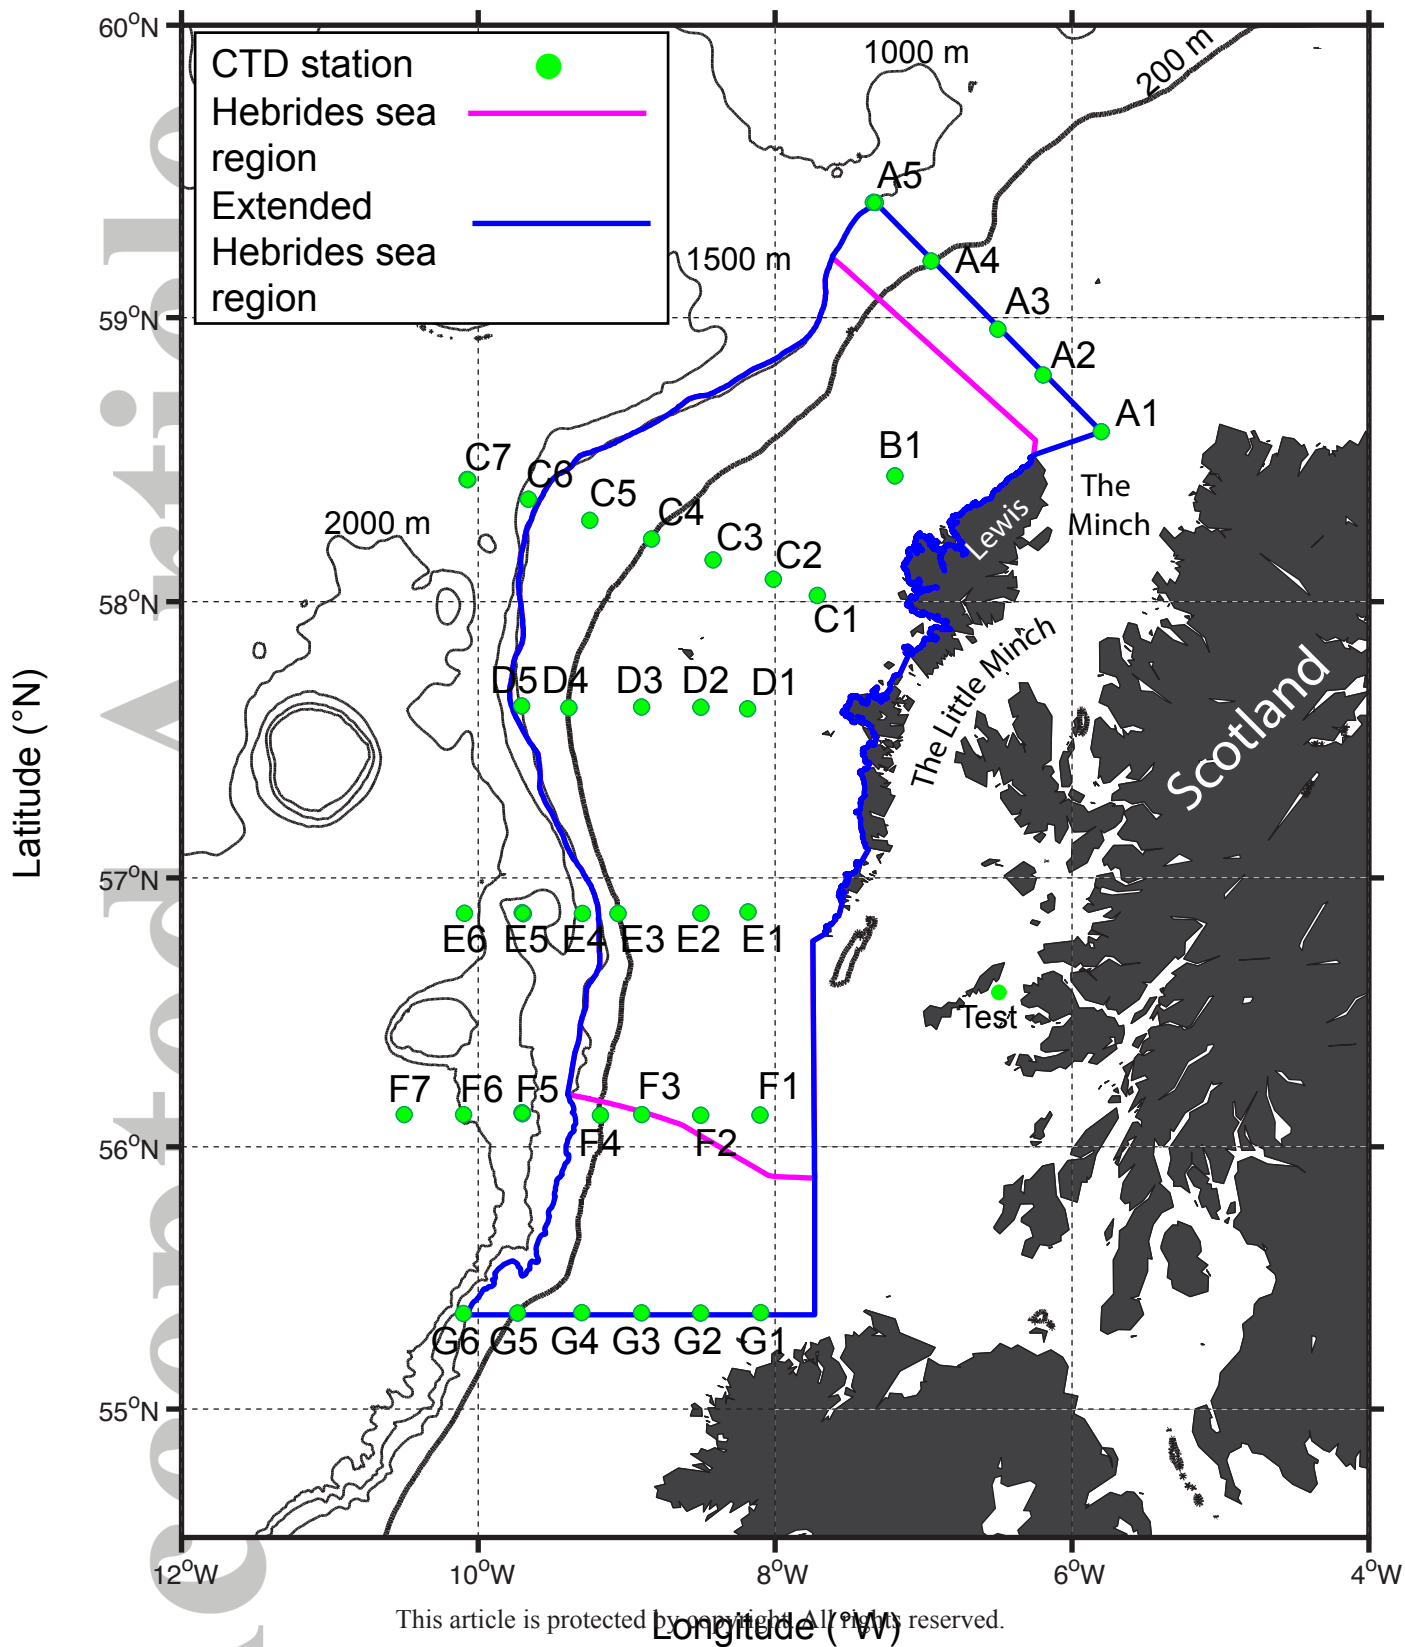 60°N
59°N
58°N
57°N
56°N
55°N
12°W
10°W
8°W
6°W
4°W
Latitude (°N)
Longitude (°W)
CTD station
Hebrides sea
region
Extended
Hebrides sea
region
1000 m
200 m
1500 m
2000 m
A5
A4
A3
A2
A1
B1
C7
C6
C5
C4
C3
C2
C1
The
Minch
Lewis
The Little Minch
Scotland
D5
D4
D3
D2
D1
E6
E5
E4
E3
E2
E1
Test
F7
F6
F5
F4
F3
F2
F1
G6
G5
G4
G3
G2
G1
Accepted Article
This article is protected by copyright. All rights reserved.